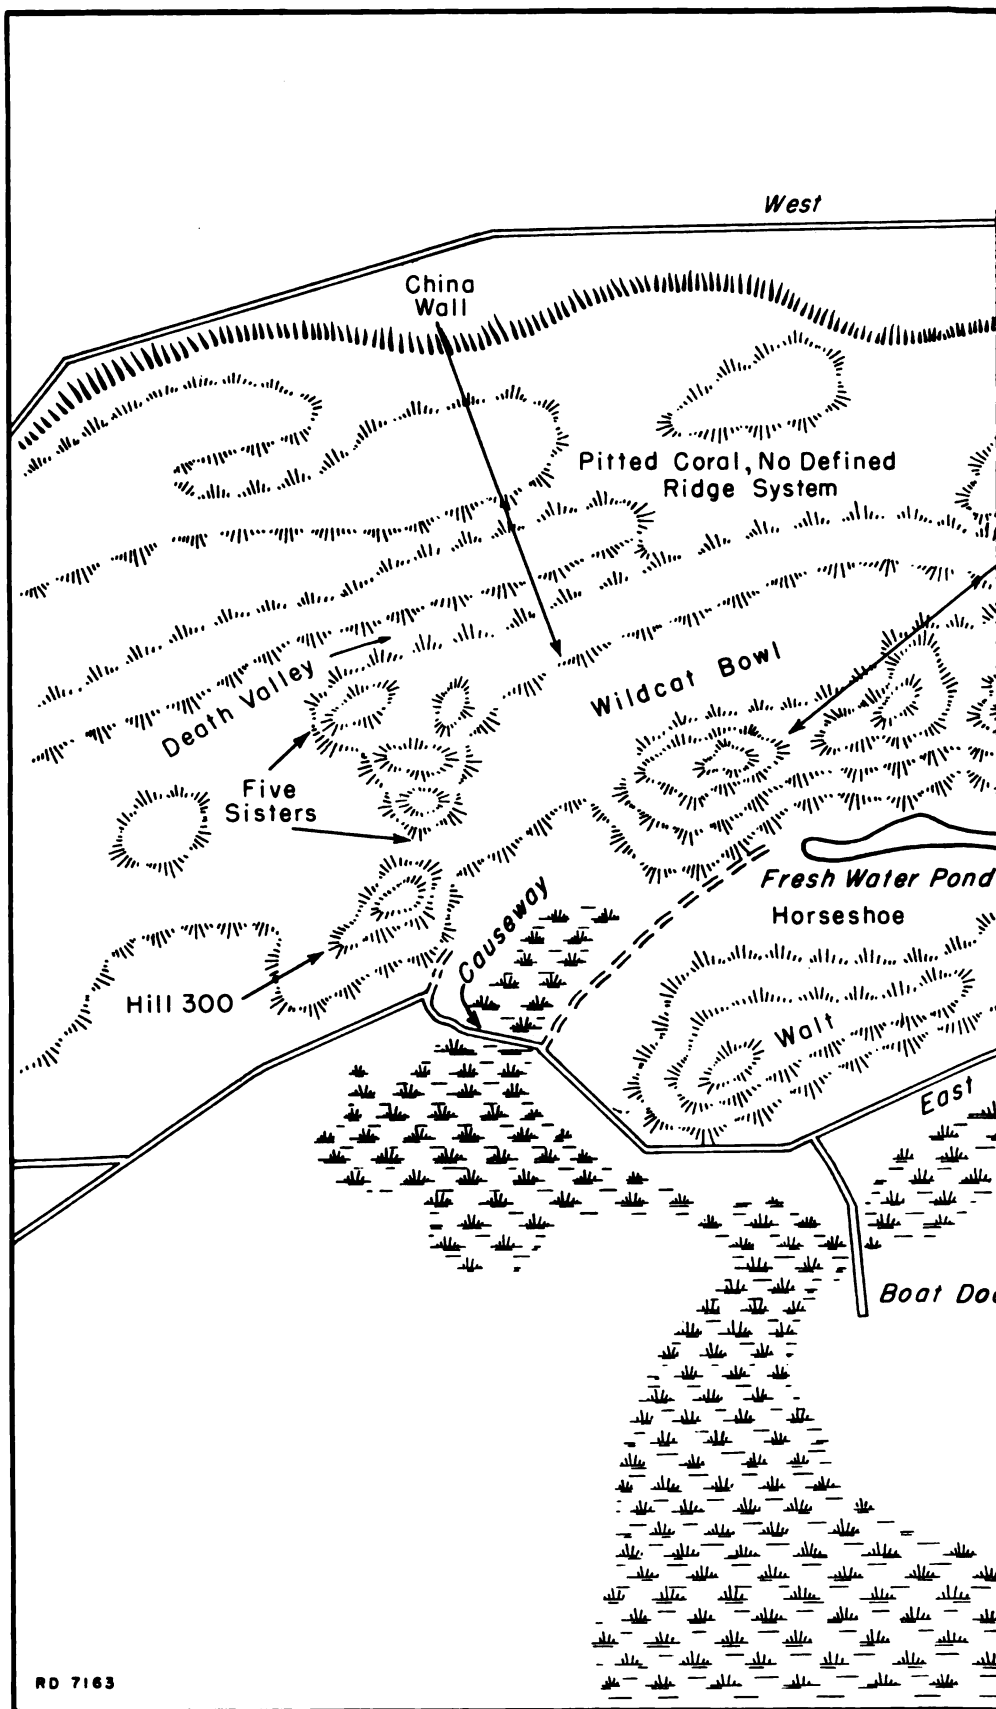 West
China
Wall
Pitted Coral, No Defined
Ridge System
Death Valley
Wildcat Bowl
Five
Sisters
Causeway
Fresh Water Pond
Horseshoe
Hill 300
Walt
East
Boat
RD 7163